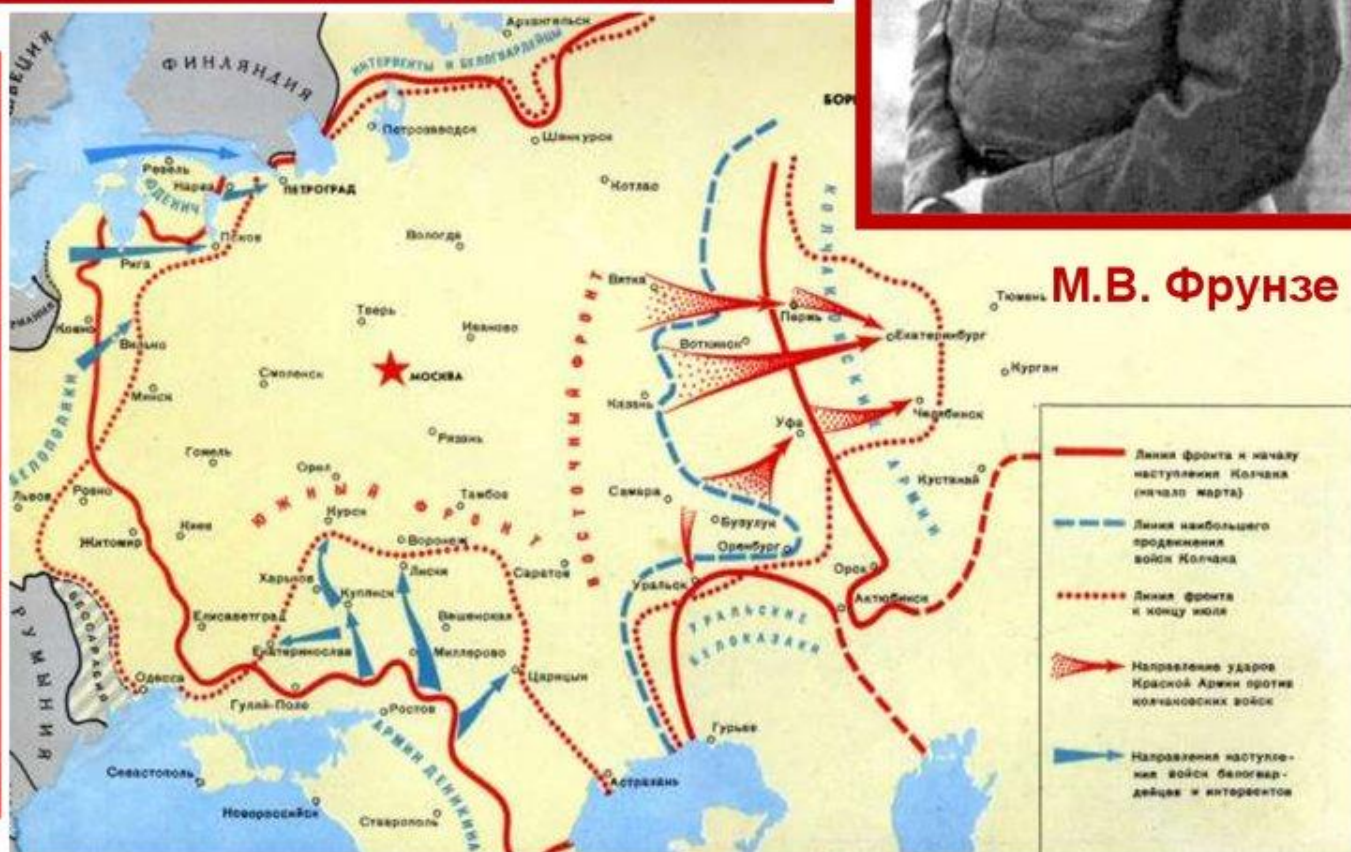 Архангельск
ИНТЕРВЕНТЫ И БЕЛОГВАРДЕЙЦЫ
ФИНЛЯНДИЯ
Петрозаводск
Шенкурск
Котлас
Ревель
Нарва
ЮДЕНИЧ
ПЕТРОГРАД
Псков
Рига
Вологда
КОЛЧАКОВСКИЕ АРМИИ
М.В. Фрунзе
Вятка
Пермь
Тюмень
Екатеринбург
Воткинск
Курган
Тверь
Иваново
МОСКВА
Ковно
Вильно
Смоленск
Минск
Казань
Уфа
Челябинск
ВОСТОЧНЫЙ ФРОНТ
Рязань
Гомель
Орел
Тамбов
Самара
Бузулук
Оренбург
Кустанай
БЕЛОПОЛЯКИ
Львов
Ровно
Житомир
Киев
ЮЖНЫЙ ФРОНТ
Курск
Воронеж
Лиски
Саратов
Уральск
Орск
Актюбинск
УРАЛЬСКИЕ
БЕЛОКАЗАКИ
Харьков
Купянск
Вешенская
Елисаветград
Екатеринослав
Миллерово
Царицын
РУМЫНИЯ
БЕССАРАБИЯ
Одесса
Гуляй-Поле
Ростов
Гурьев
Астрахань
АРМИИ ДЕНИКИНА
Севастополь
Новороссийск
Ставрополь
Линия фронта к началу
наступления Колчака
(начало марта)
Линия наибольшего
продвижения
войск Колчака
Линия фронта
к концу июля
Направление ударов
Красной Армии против
колчаковских войск
Направления наступле-
ния войск белогвар-
дейцев и интервентов